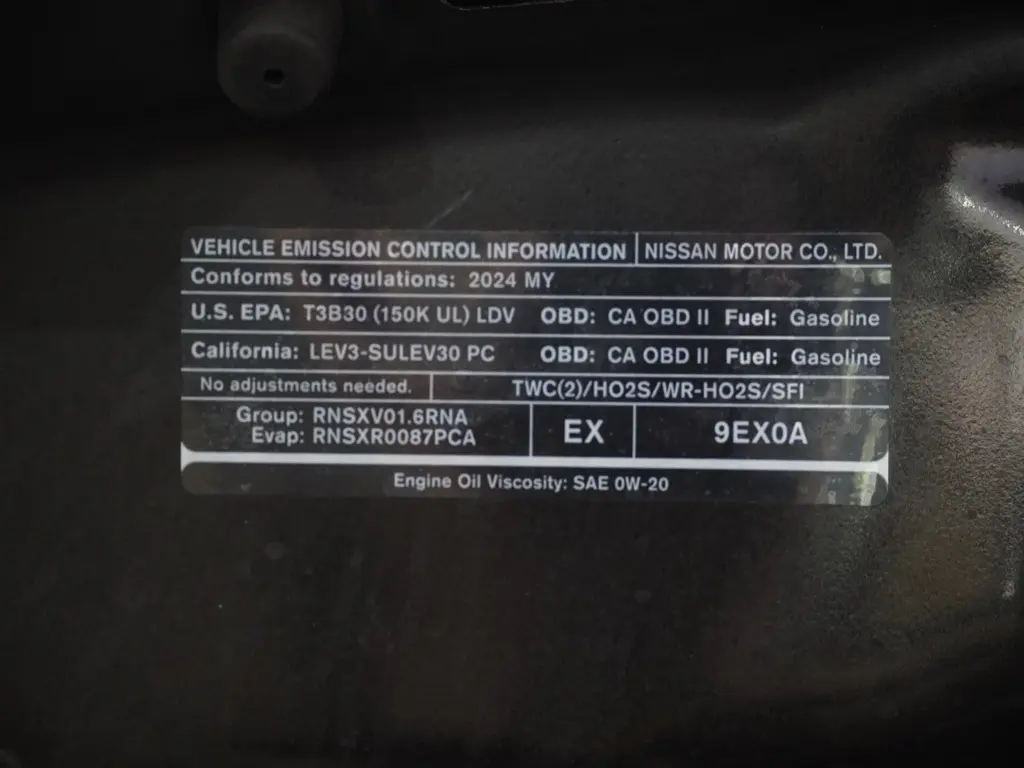 VEHICLE EMISSION CONTROL INFORMATION NISSAN MOTOR CO., LTD.
Conforms to regulations: 2024 MY
U.S. EPA: T3B30 (150K UL) LDV OBD: CA OBD II Fuel: Gasoline
California: LEV3-SULEV30 PC OBD: CA OBD II Fuel: Gasoline
No adjustments needed. TWC(2)/HO2S/WR-HO2S/SFI
Group: RNSXV01.6RNA
Evap: RNSXR0087PCA
EX 9EX0A
Engine Oil Viscosity: SAE 0W-20